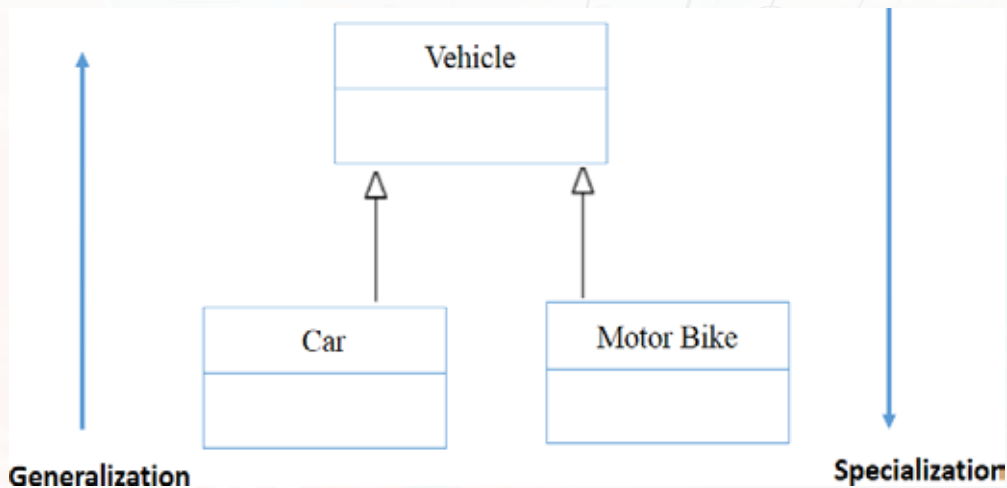 Vehicle
Car
Motor Bike
Generalization
Specialization